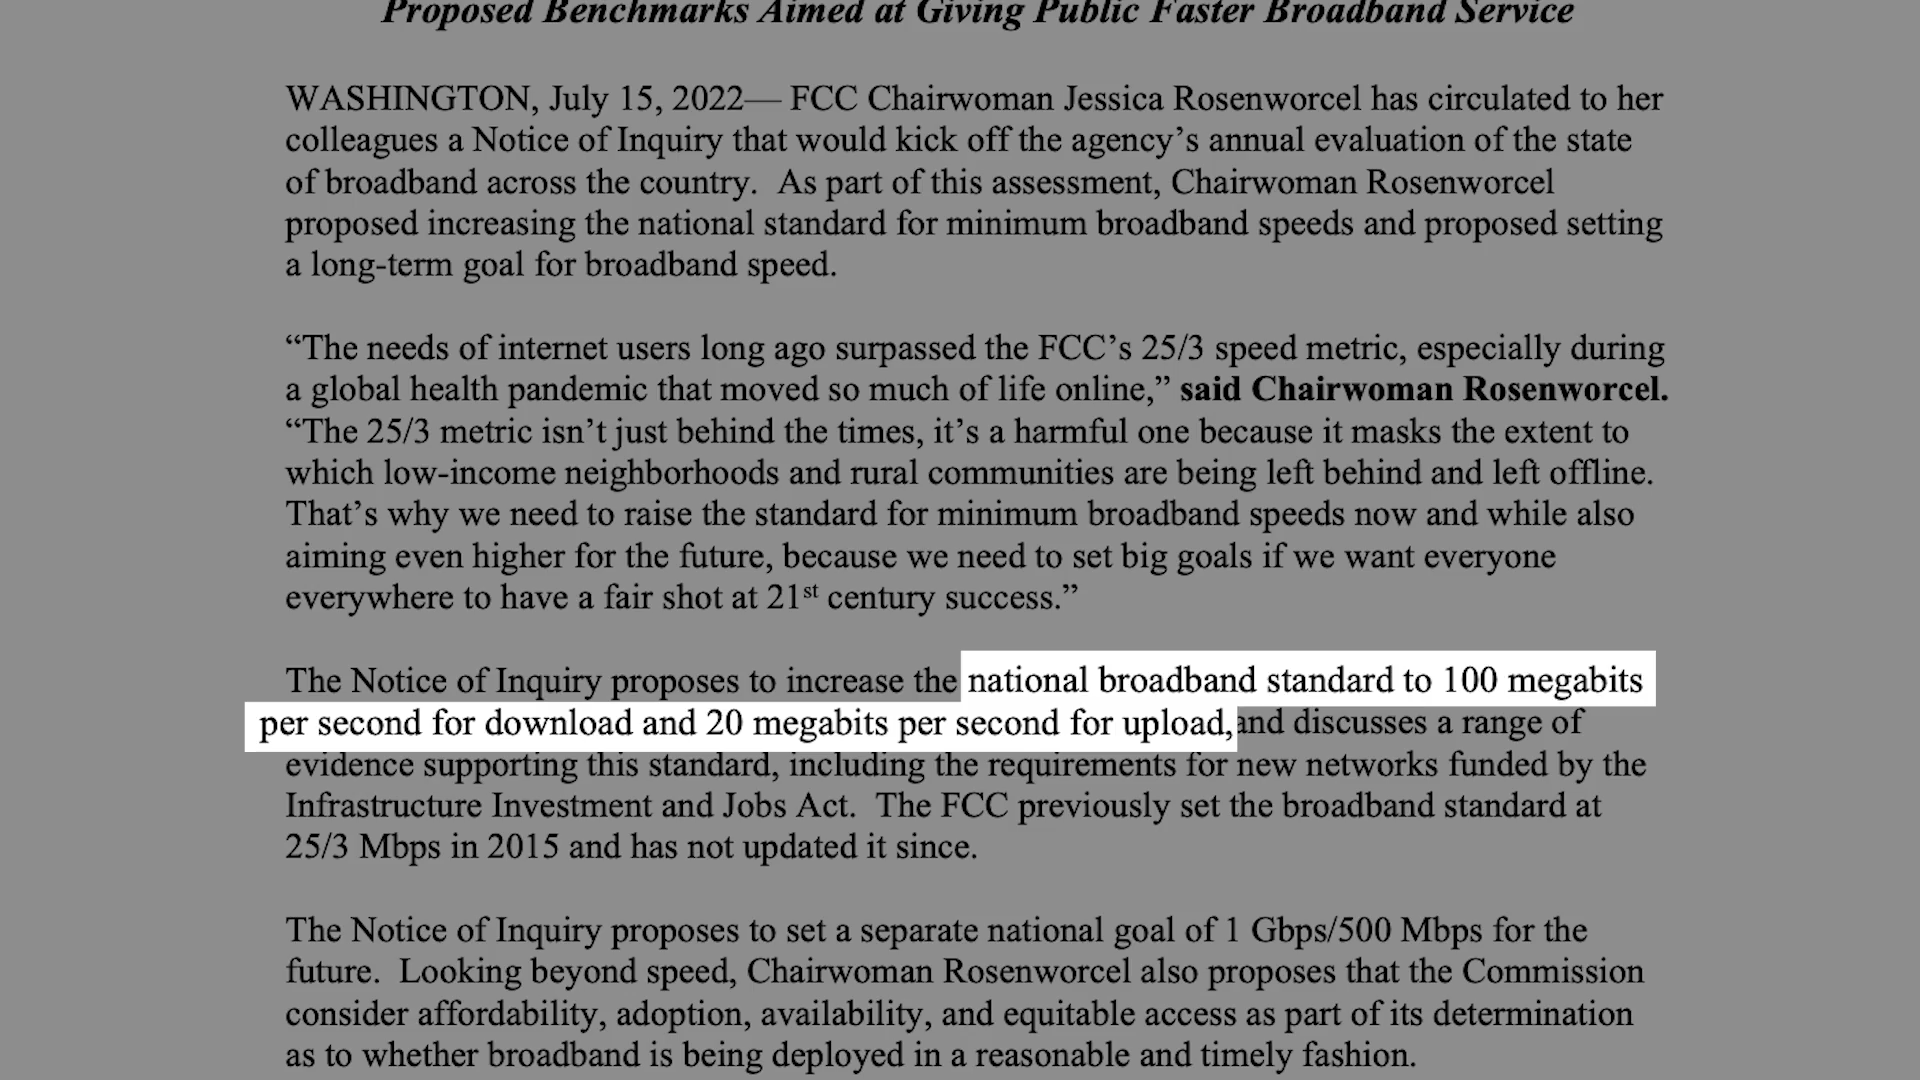 Proposed Benchmarks Aimed at Giving Public Faster Broadband Service
WASHINGTON, July 15, 2022— FCC Chairwoman Jessica Rosenworcel has circulated to her
colleagues a Notice of Inquiry that would kick off the agency’s annual evaluation of the state
of broadband across the country.  As part of this assessment, Chairwoman Rosenworcel
proposed increasing the national standard for minimum broadband speeds and proposed setting
a long-term goal for broadband speed.
“The needs of internet users long ago surpassed the FCC’s 25/3 speed metric, especially during
a global health pandemic that moved so much of life online,” said Chairwoman Rosenworcel.
“The 25/3 metric isn’t just behind the times, it’s a harmful one because it masks the extent to
which low-income neighborhoods and rural communities are being left behind and left offline.
That’s why we need to raise the standard for minimum broadband speeds now and while also
aiming even higher for the future, because we need to set big goals if we want everyone
everywhere to have a fair shot at 21st century success.”
The Notice of Inquiry proposes to increase the national broadband standard to 100 megabits
per second for download and 20 megabits per second for upload, and discusses a range of
evidence supporting this standard, including the requirements for new networks funded by the
Infrastructure Investment and Jobs Act.  The FCC previously set the broadband standard at
25/3 Mbps in 2015 and has not updated it since.
The Notice of Inquiry proposes to set a separate national goal of 1 Gbps/500 Mbps for the
future.  Looking beyond speed, Chairwoman Rosenworcel also proposes that the Commission
consider affordability, adoption, availability, and equitable access as part of its determination
as to whether broadband is being deployed in a reasonable and timely fashion.